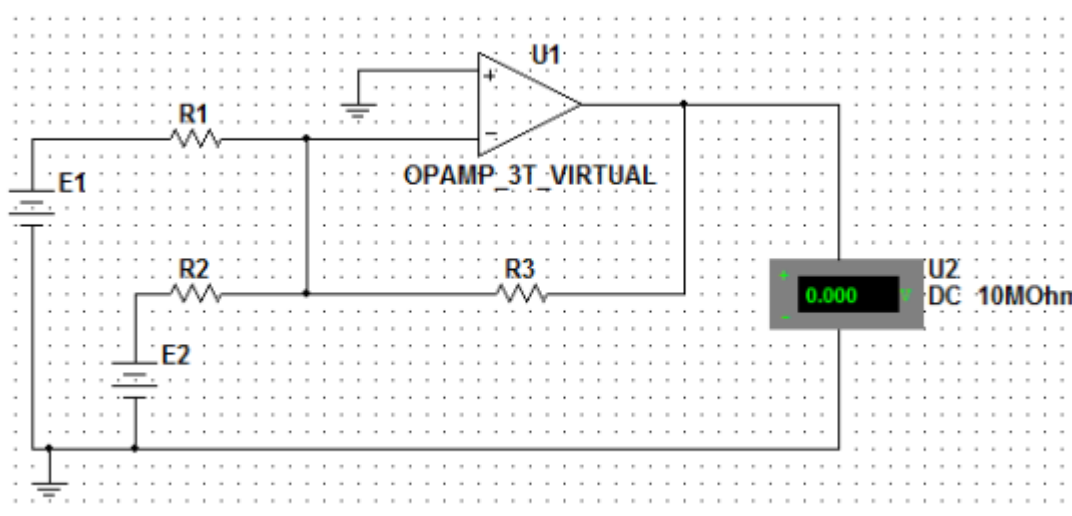 U1
+
R1
−
OPAMP_3T_VIRTUAL
E1
R2
R3
U2
+
0.000 V
DC 10MOhm
−
E2